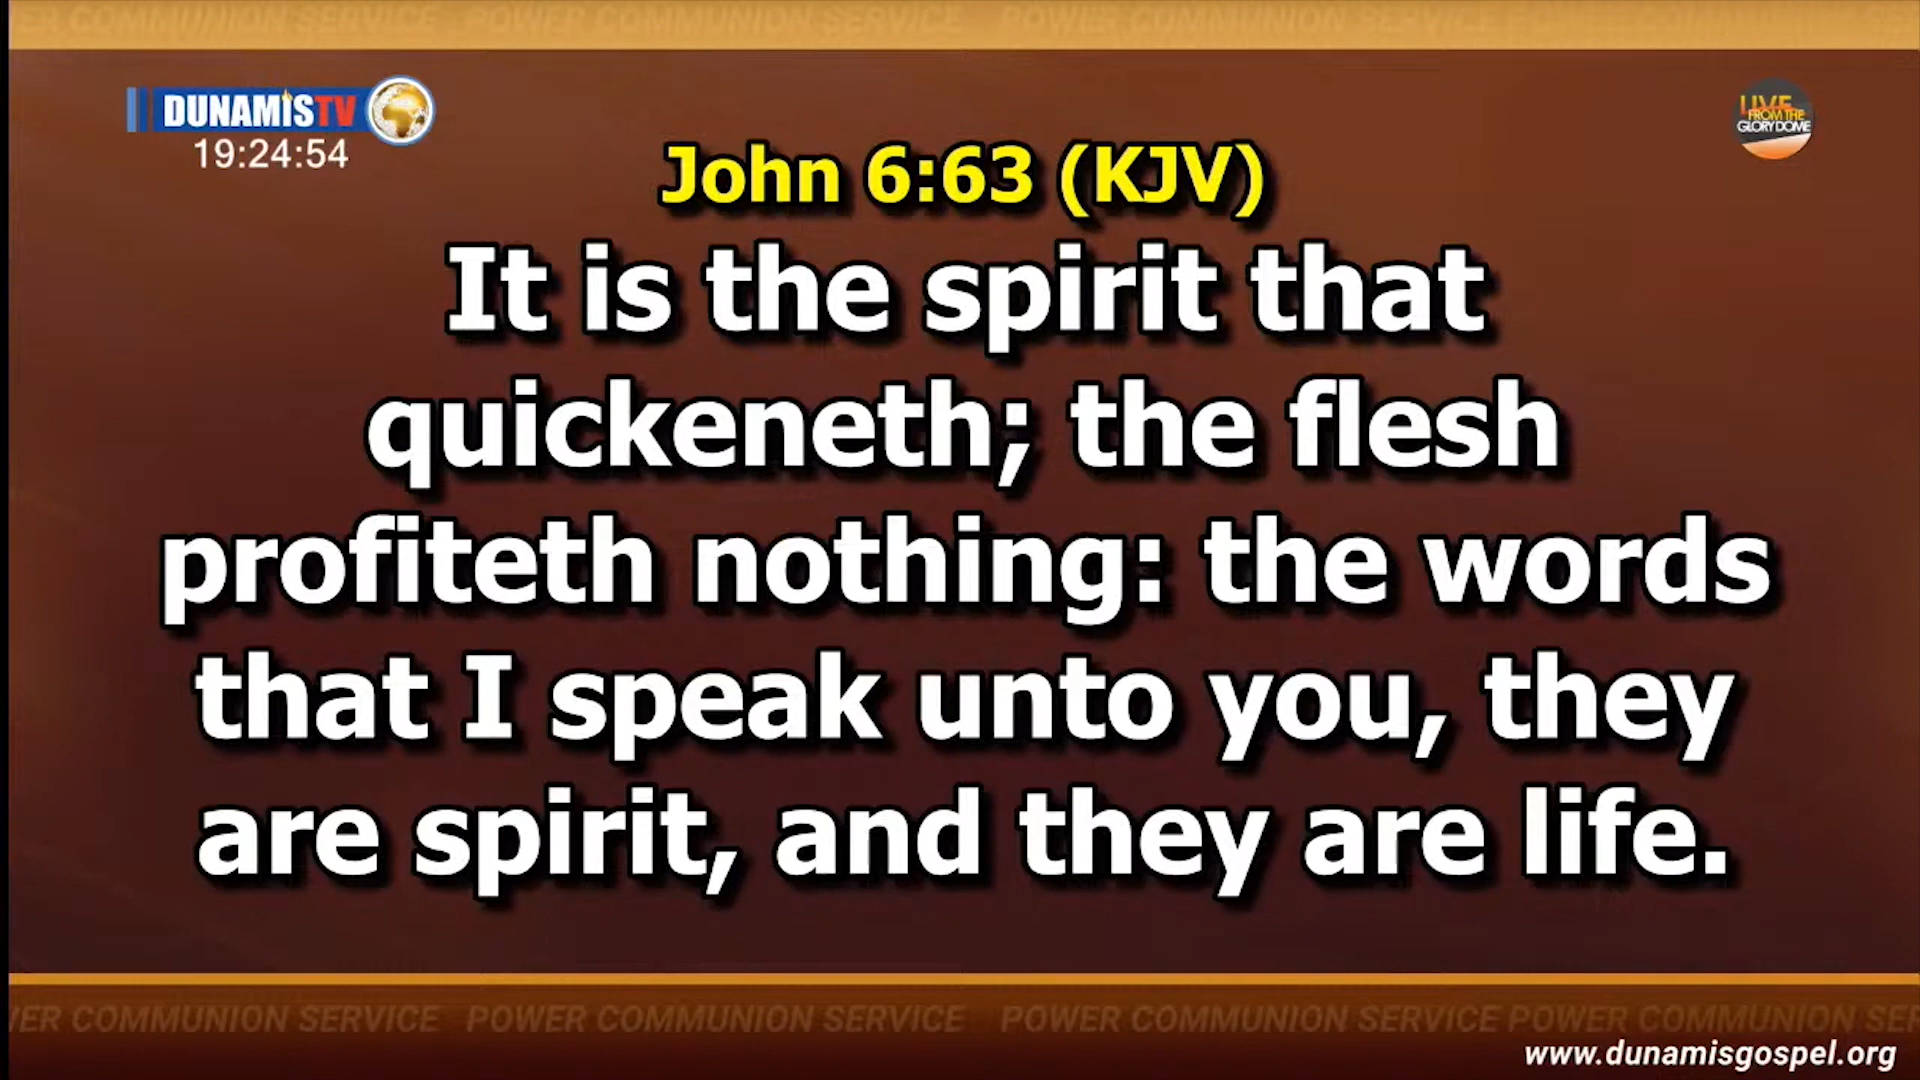 POWER COMMUNION SERVICE POWER COMMUNION SERVICE POWER COMMUNION SERVICE
DUNAMISTV
19:24:54
LIVE
FROM THE
GLORY DOME
John 6:63 (KJV)
It is the spirit that
quickeneth; the flesh
profiteth nothing: the words
that I speak unto you, they
are spirit, and they are life.
ER COMMUNION SERVICE POWER COMMUNION SERVICE POWER COMMUNION SERVICE POWER COMMUNION SER
www.dunamisgospel.org